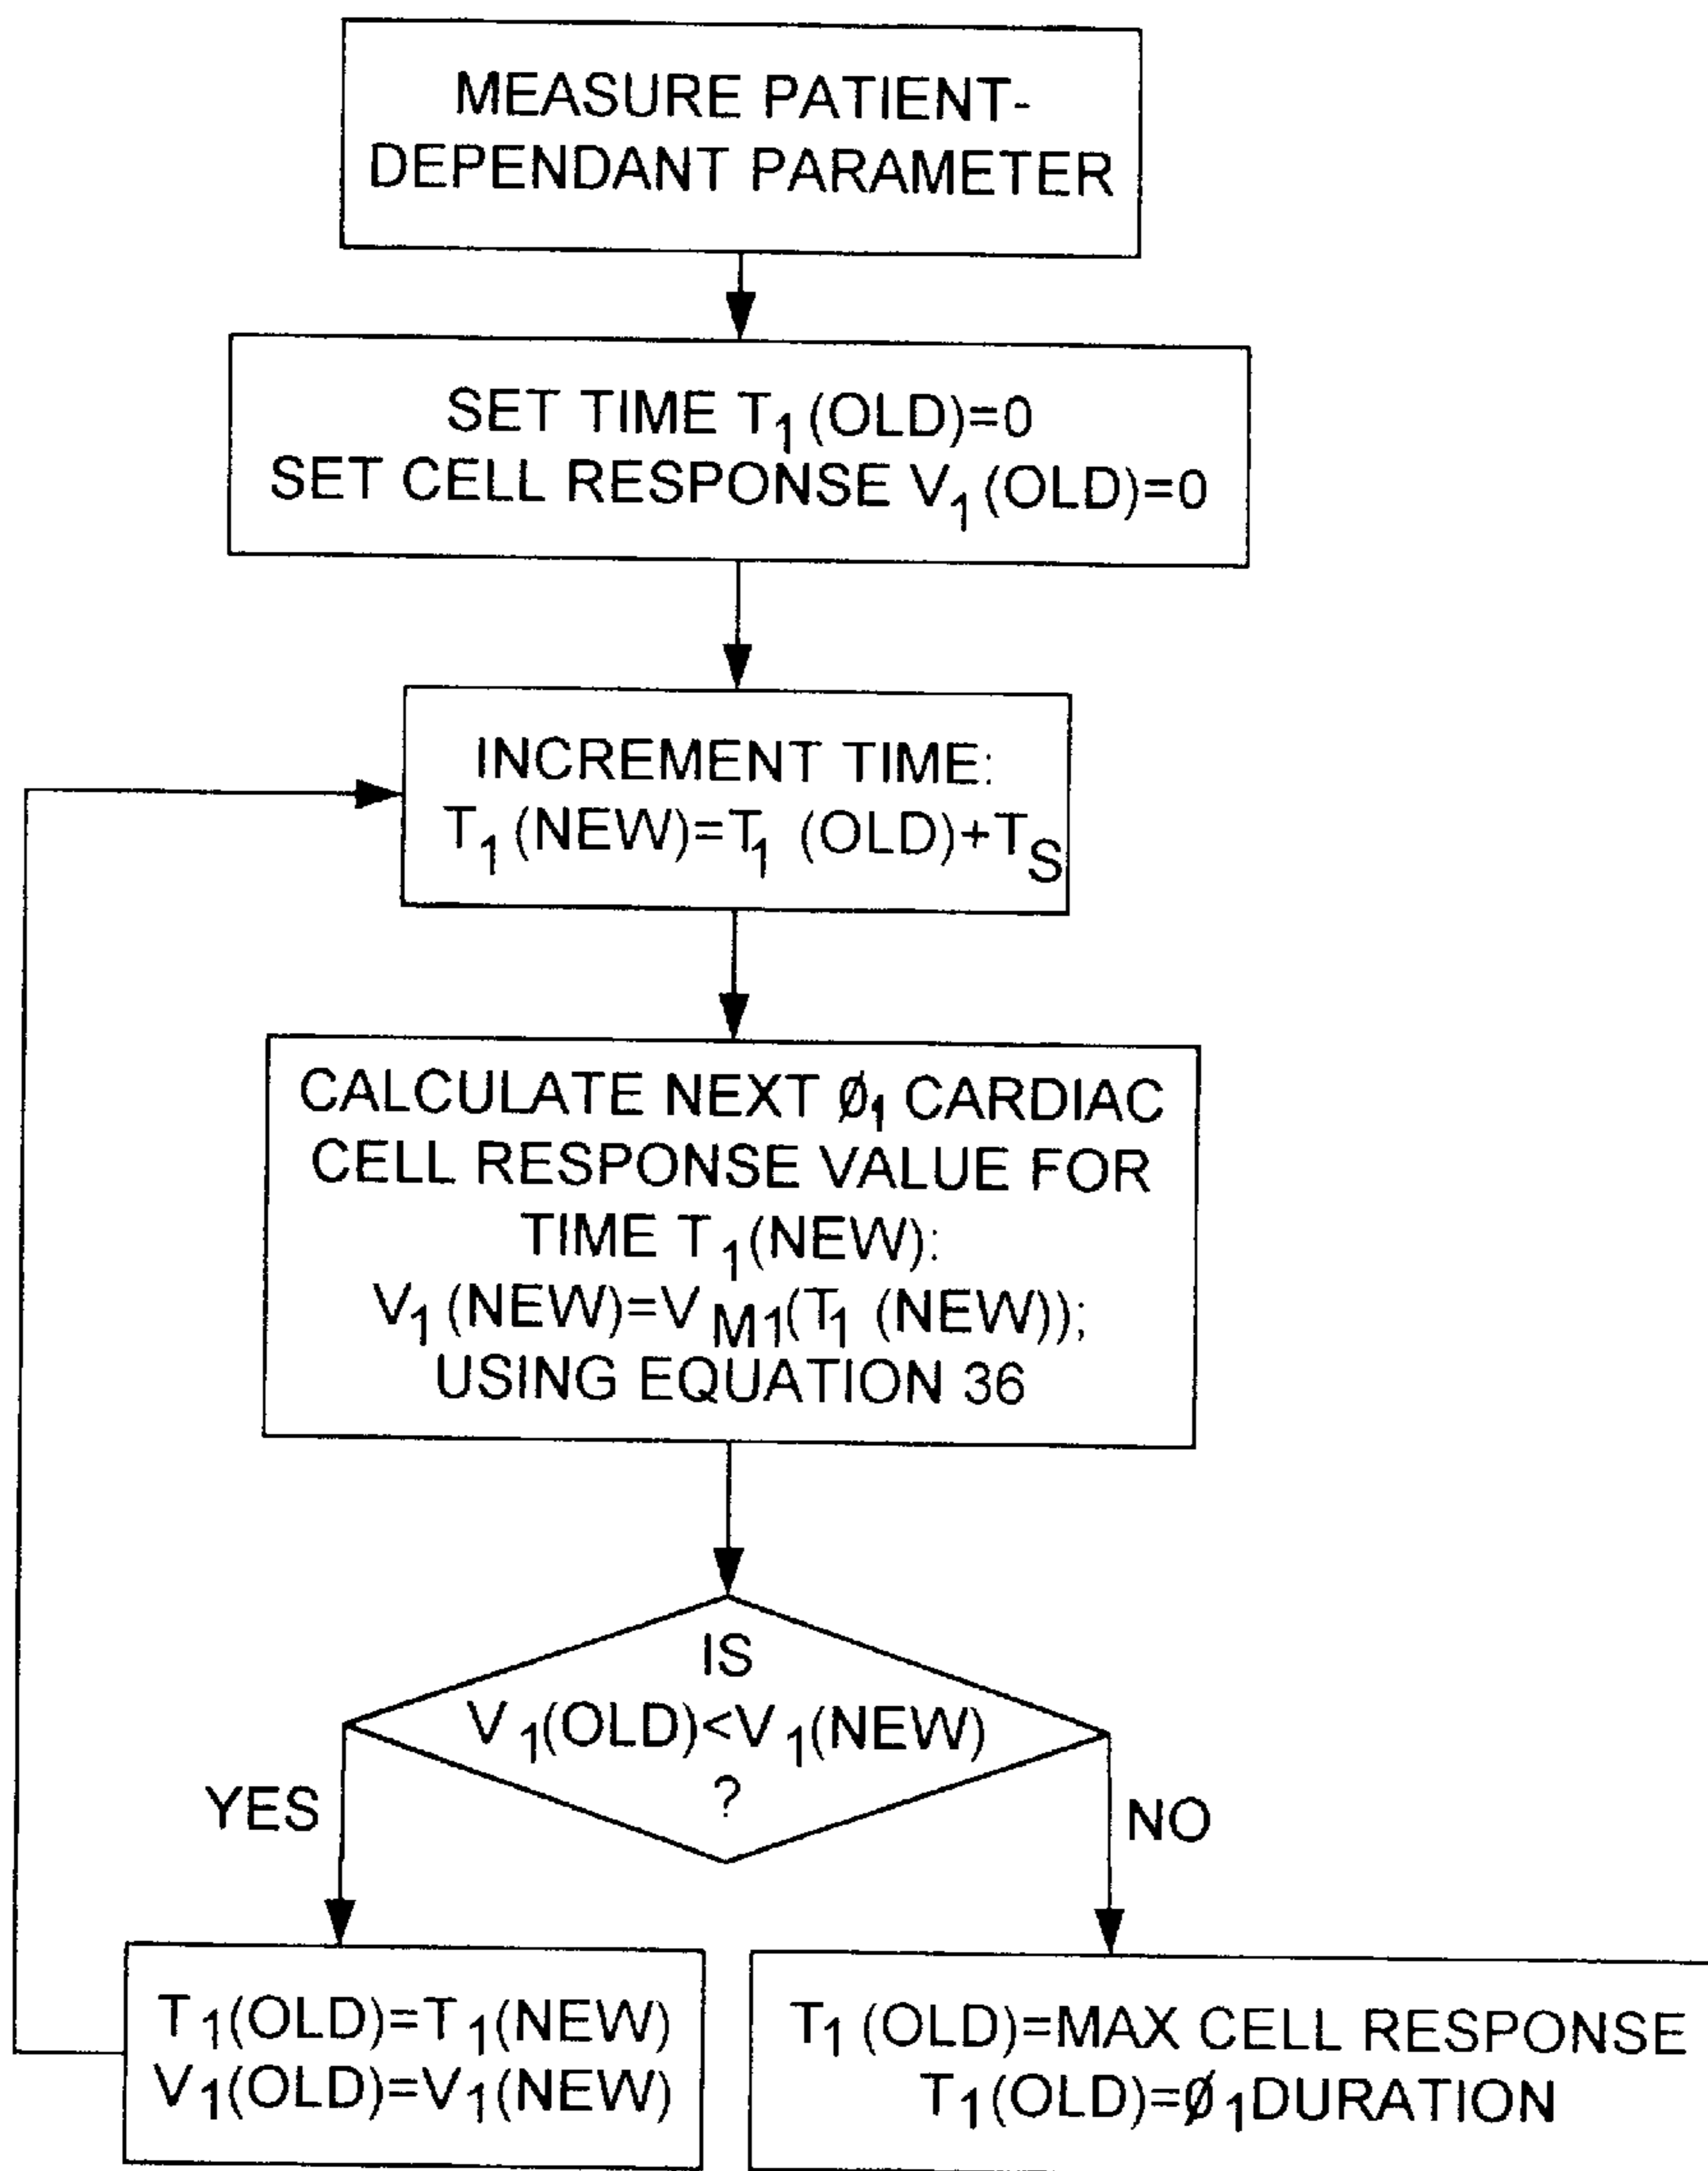 MEASURE PATIENT-
DEPENDANT PARAMETER
SET TIME T₁(OLD)=0
SET CELL RESPONSE V₁(OLD)=0
INCREMENT TIME:
T₁(NEW)=T₁ (OLD)+T_S
CALCULATE NEXT Ø₁ CARDIAC
CELL RESPONSE VALUE FOR
TIME T₁(NEW):
V₁(NEW)=V_M1(T₁ (NEW));
USING EQUATION 36
IS
V₁(OLD)<V₁(NEW)
?
YES
NO
T₁(OLD)=T₁(NEW)
V₁(OLD)=V₁(NEW)
T₁(OLD)=MAX CELL RESPONSE
T₁(OLD)=Ø₁DURATION